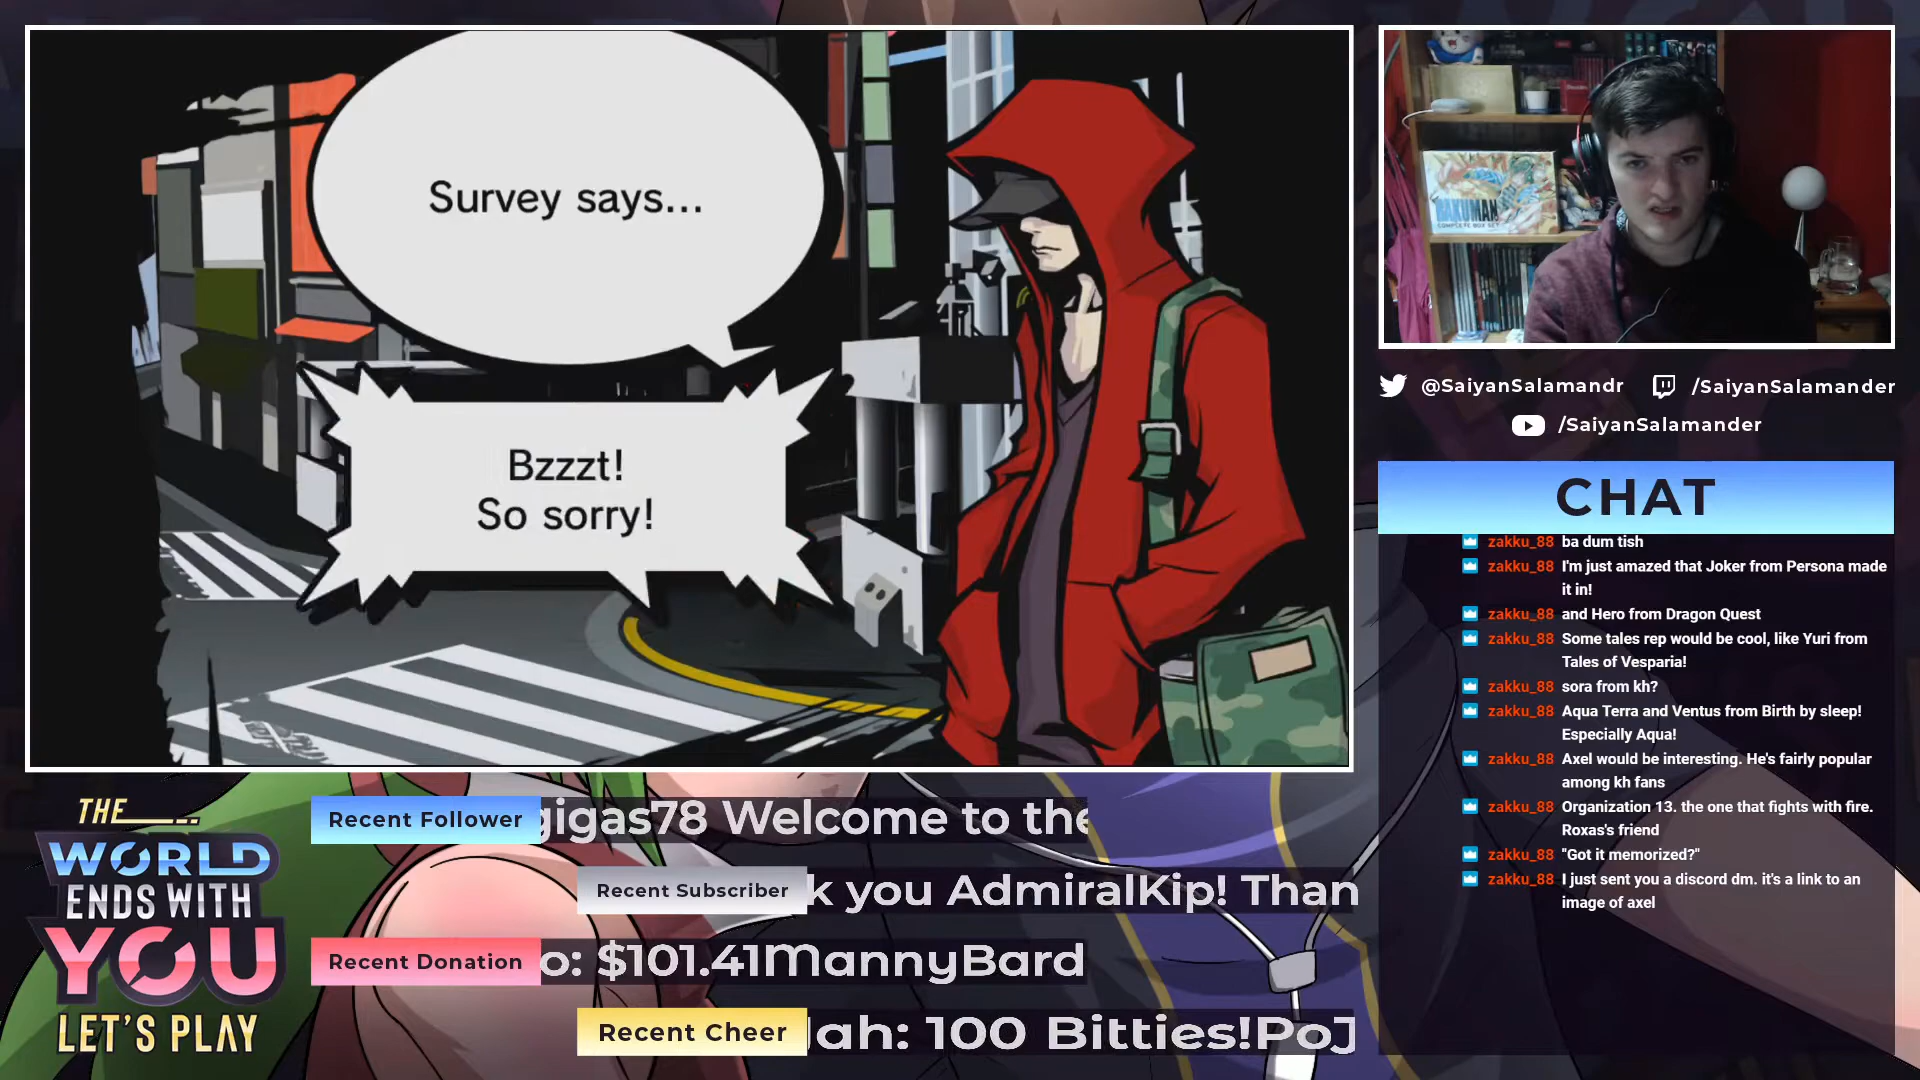 Survey says...
Bzzzt!
So sorry!
BAKUMAN
COMPLETE BOX SET
@SaiyanSalamandr
/SaiyanSalamander
/SaiyanSalamander
CHAT
zakku_88 ba dum tish
zakku_88 I'm just amazed that Joker from Persona made
it in!
zakku_88 and Hero from Dragon Quest
zakku_88 Some tales rep would be cool, like Yuri from
Tales of Vesparia!
zakku_88 sora from kh?
zakku_88 Aqua Terra and Ventus from Birth by sleep!
Especially Aqua!
zakku_88 Axel would be interesting. He's fairly popular
among kh fans
zakku_88 Organization 13. the one that fights with fire.
Roxas's friend
zakku_88 "Got it memorized?"
zakku_88 I just sent you a discord dm. it's a link to an
image of axel
THE
WORLD
ENDS WITH
YOU
LET'S PLAY
Recent Follower gigas78 Welcome to the
Recent Subscriber k you AdmiralKip! Than
Recent Donation o: $101.41MannyBard
Recent Cheer Jah: 100 Bitties!PoJ